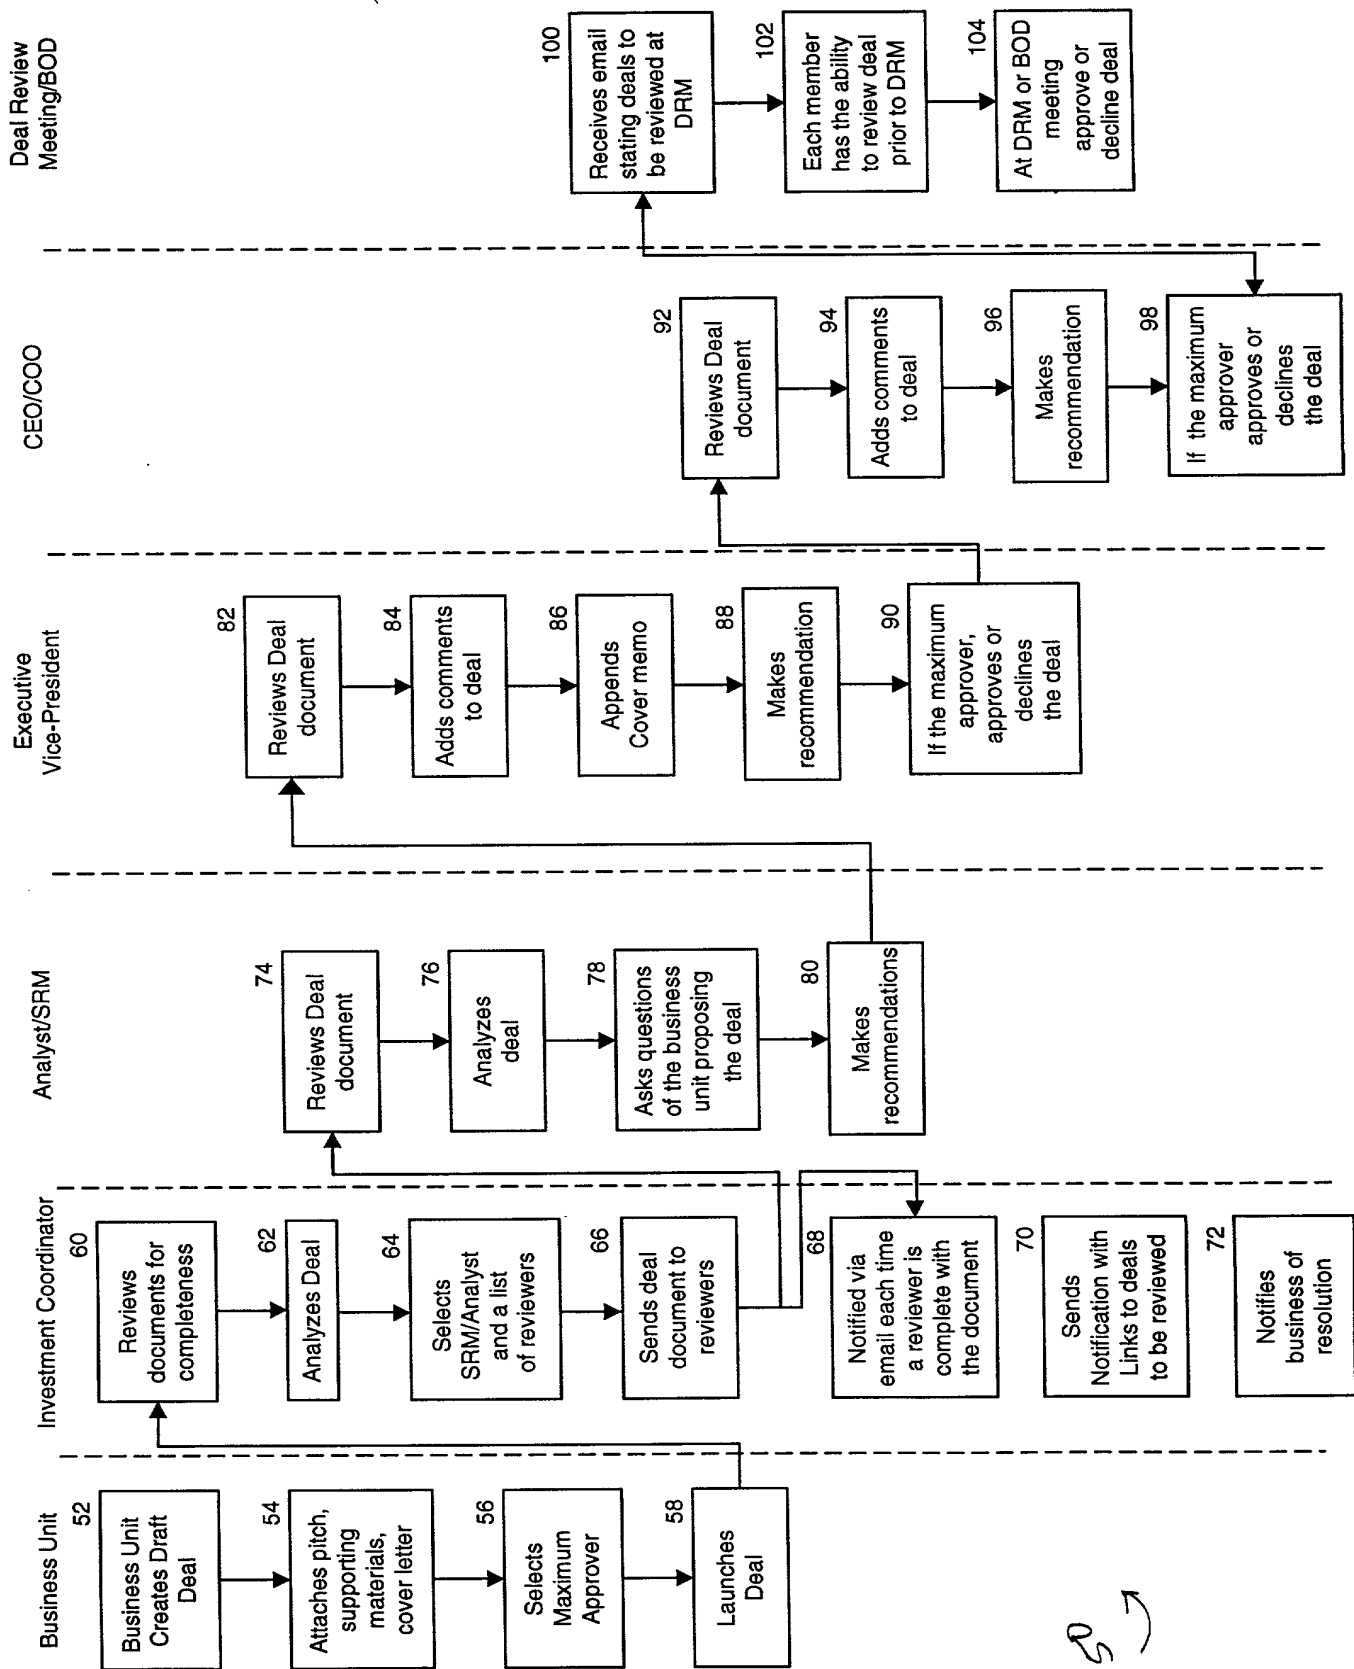 Business Unit
52
Business Unit
Creates Draft
Deal
54
Attaches pitch,
supporting
materials,
cover letter
56
Selects
Maximum
Approver
58
Launches
Deal
Investment Coordinator
60
Reviews
documents for
completeness
62
Analyzes Deal
64
Selects
SRM/Analyst
and a list
of reviewers
66
Sends deal
document to
reviewers
68
Notified via
email each time
a reviewer is
complete with
the document
70
Sends
Notification with
Links to deals
to be reviewed
72
Notifies
business of
resolution
Analyst/SRM
74
Reviews Deal
document
76
Analyzes
deal
78
Asks questions
of the business
unit proposing
the deal
80
Makes
recommendations
Executive
Vice-President
82
Reviews Deal
document
84
Adds comments
to deal
86
Appends
Cover memo
88
Makes
recommendation
90
If the maximum
approver,
approves or
declines
the deal
CEO/COO
92
Reviews Deal
document
94
Adds comments
to deal
96
Makes
recommendation
98
If the maximum
approver
approves or
declines
the deal
Deal Review
Meeting/BOD
100
Receives email
stating deals to
be reviewed at
DRM
102
Each member
has the ability
to review deal
prior to DRM
104
At DRM or BOD
meeting
approve or
decline deal
50